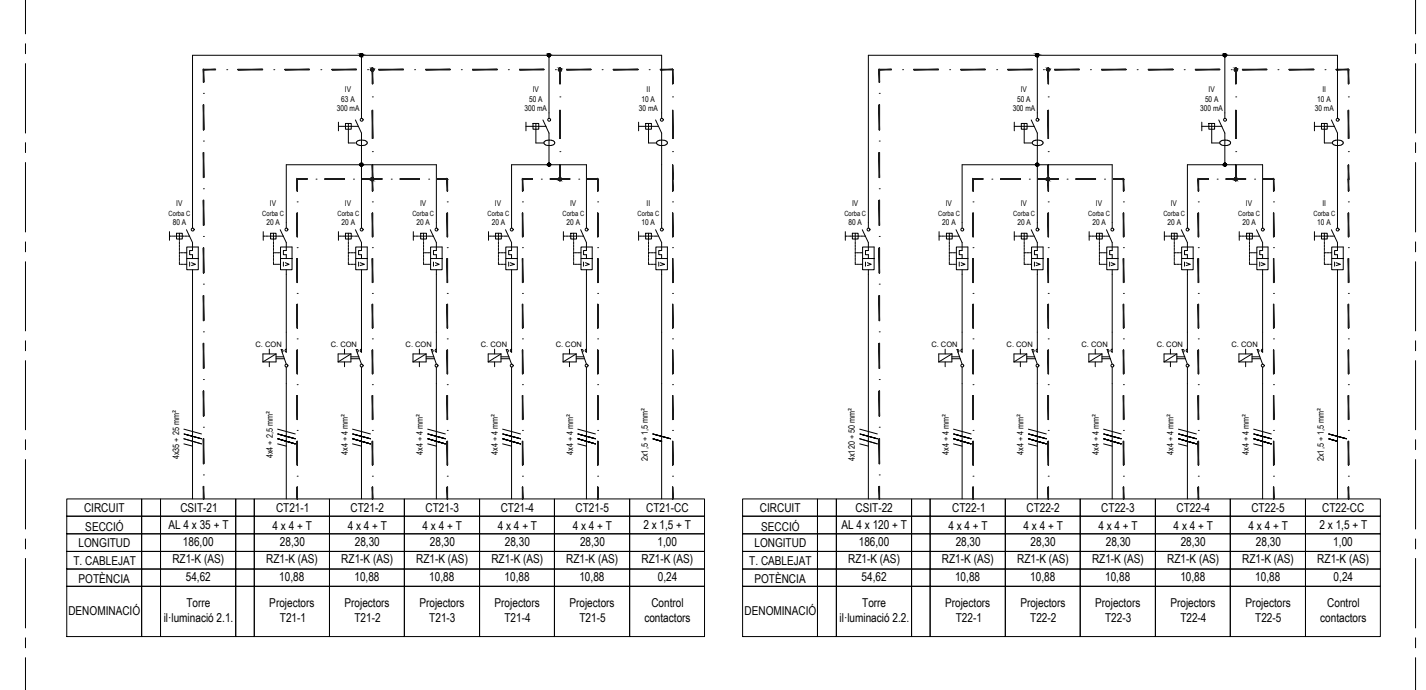 IV
63 A
300 mA
IV
50 A
300 mA
II
10 A
30 mA
IV
Corba C
80 A
IV
Corba C
20 A
IV
Corba C
20 A
IV
Corba C
20 A
IV
Corba C
20 A
IV
Corba C
20 A
II
Corba C
10 A
C. CON
C. CON
C. CON
C. CON
C. CON
4x35 + 25 mm²
4x4 + 2,5 mm²
4x4 + 4 mm²
4x4 + 4 mm²
4x4 + 4 mm²
4x4 + 4 mm²
2x1,5 + 1,5 mm²
CIRCUIT CSIT-21 CT21-1 CT21-2 CT21-3 CT21-4 CT21-5 CT21-CC
SECCIÓ AL 4 x 35 + T 4 x 4 + T 4 x 4 + T 4 x 4 + T 4 x 4 + T 4 x 4 + T 2 x 1,5 + T
LONGITUD 186,00 28,30 28,30 28,30 28,30 28,30 1,00
T. CABLEJAT RZ1-K (AS) RZ1-K (AS) RZ1-K (AS) RZ1-K (AS) RZ1-K (AS) RZ1-K (AS) RZ1-K (AS)
POTÈNCIA 54,62 10,88 10,88 10,88 10,88 10,88 0,24
DENOMINACIÓ
Torre
il·luminació 2.1.
Projectors
T21-1
Projectors
T21-2
Projectors
T21-3
Projectors
T21-4
Projectors
T21-5
Control
contactors
IV
50 A
300 mA
IV
50 A
300 mA
II
10 A
30 mA
IV
Corba C
80 A
IV
Corba C
20 A
IV
Corba C
20 A
IV
Corba C
20 A
IV
Corba C
20 A
IV
Corba C
20 A
II
Corba C
10 A
C. CON
C. CON
C. CON
C. CON
C. CON
4x120 + 50 mm²
4x4 + 4 mm²
4x4 + 4 mm²
4x4 + 4 mm²
4x4 + 4 mm²
4x4 + 4 mm²
2x1,5 + 1,5 mm²
CIRCUIT CSIT-22 CT22-1 CT22-2 CT22-3 CT22-4 CT22-5 CT22-CC
SECCIÓ AL 4 x 120 + T 4 x 4 + T 4 x 4 + T 4 x 4 + T 4 x 4 + T 4 x 4 + T 2 x 1,5 + T
LONGITUD 186,00 28,30 28,30 28,30 28,30 28,30 1,00
T. CABLEJAT RZ1-K (AS) RZ1-K (AS) RZ1-K (AS) RZ1-K (AS) RZ1-K (AS) RZ1-K (AS) RZ1-K (AS)
POTÈNCIA 54,62 10,88 10,88 10,88 10,88 10,88 0,24
DENOMINACIÓ
Torre
il·luminació 2.2.
Projectors
T22-1
Projectors
T22-2
Projectors
T22-3
Projectors
T22-4
Projectors
T22-5
Control
contactors